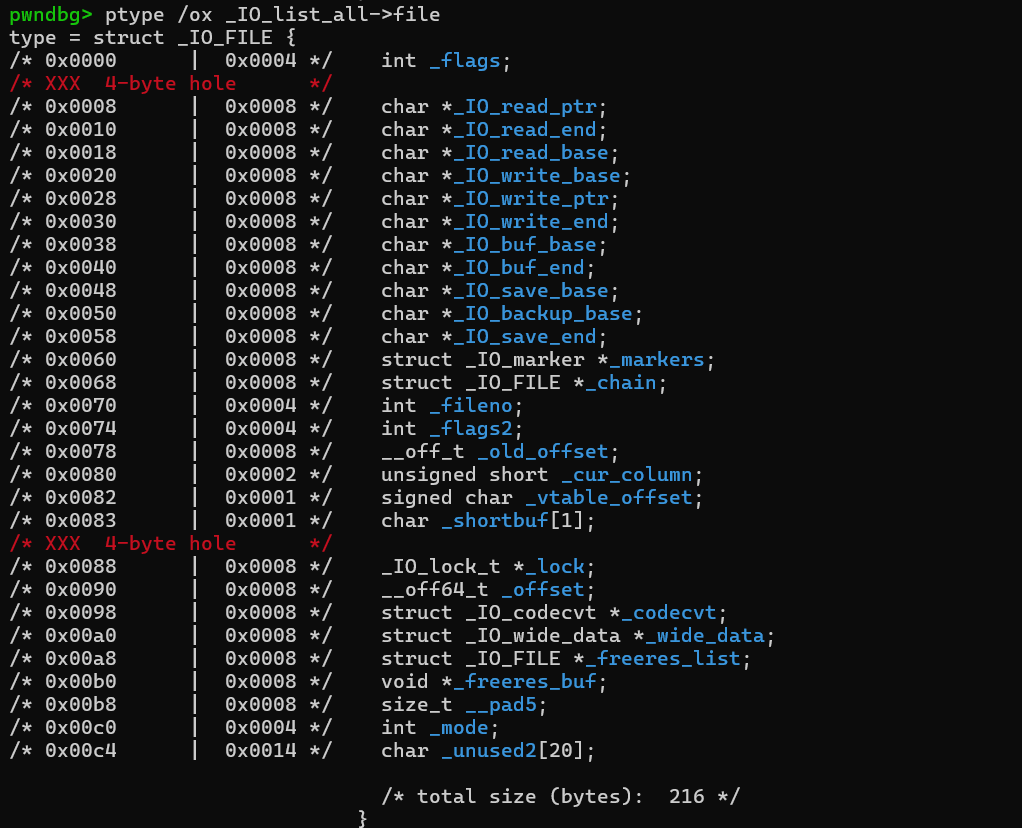 pwndbg> ptype /ox _IO_list_all->file
type = struct _IO_FILE {
/* 0x0000      |  0x0004 */    int _flags;
/* XXX  4-byte hole      */
/* 0x0008      |  0x0008 */    char *_IO_read_ptr;
/* 0x0010      |  0x0008 */    char *_IO_read_end;
/* 0x0018      |  0x0008 */    char *_IO_read_base;
/* 0x0020      |  0x0008 */    char *_IO_write_base;
/* 0x0028      |  0x0008 */    char *_IO_write_ptr;
/* 0x0030      |  0x0008 */    char *_IO_write_end;
/* 0x0038      |  0x0008 */    char *_IO_buf_base;
/* 0x0040      |  0x0008 */    char *_IO_buf_end;
/* 0x0048      |  0x0008 */    char *_IO_save_base;
/* 0x0050      |  0x0008 */    char *_IO_backup_base;
/* 0x0058      |  0x0008 */    char *_IO_save_end;
/* 0x0060      |  0x0008 */    struct _IO_marker *_markers;
/* 0x0068      |  0x0008 */    struct _IO_FILE *_chain;
/* 0x0070      |  0x0004 */    int _fileno;
/* 0x0074      |  0x0004 */    int _flags2;
/* 0x0078      |  0x0008 */    __off_t _old_offset;
/* 0x0080      |  0x0002 */    unsigned short _cur_column;
/* 0x0082      |  0x0001 */    signed char _vtable_offset;
/* 0x0083      |  0x0001 */    char _shortbuf[1];
/* XXX  4-byte hole      */
/* 0x0088      |  0x0008 */    _IO_lock_t *_lock;
/* 0x0090      |  0x0008 */    __off64_t _offset;
/* 0x0098      |  0x0008 */    struct _IO_codecvt *_codecvt;
/* 0x00a0      |  0x0008 */    struct _IO_wide_data *_wide_data;
/* 0x00a8      |  0x0008 */    struct _IO_FILE *_freeres_list;
/* 0x00b0      |  0x0008 */    void *_freeres_buf;
/* 0x00b8      |  0x0008 */    size_t __pad5;
/* 0x00c0      |  0x0004 */    int _mode;
/* 0x00c4      |  0x0014 */    char _unused2[20];
/* total size (bytes):  216 */
}